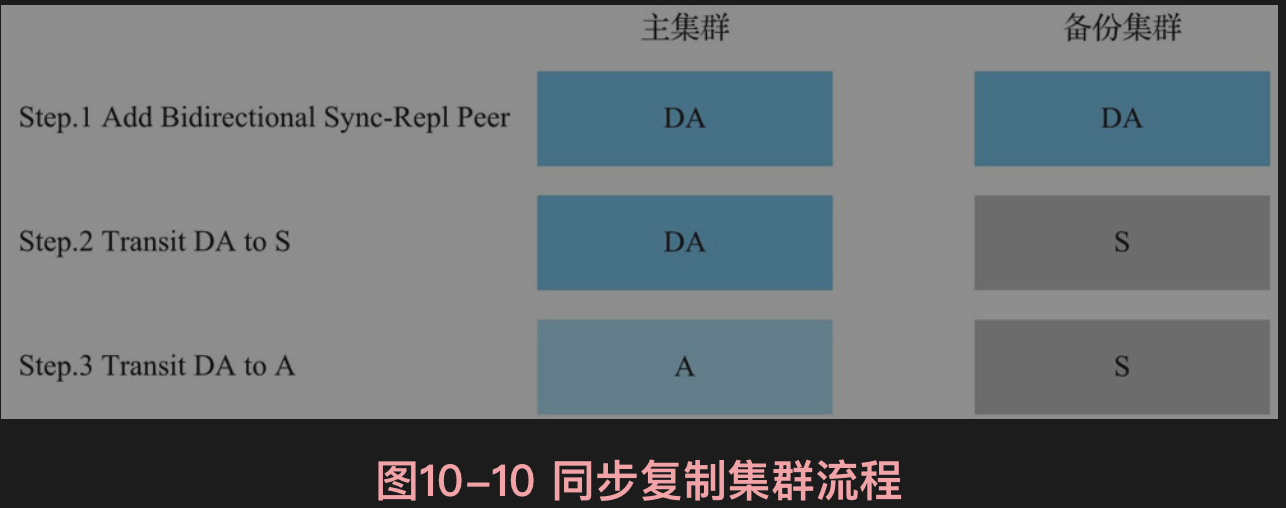 主集群 备份集群
Step.1 Add Bidirectional Sync-Repl Peer DA DA
Step.2 Transit DA to S DA S
Step.3 Transit DA to A A S
图10-10 同步复制集群流程